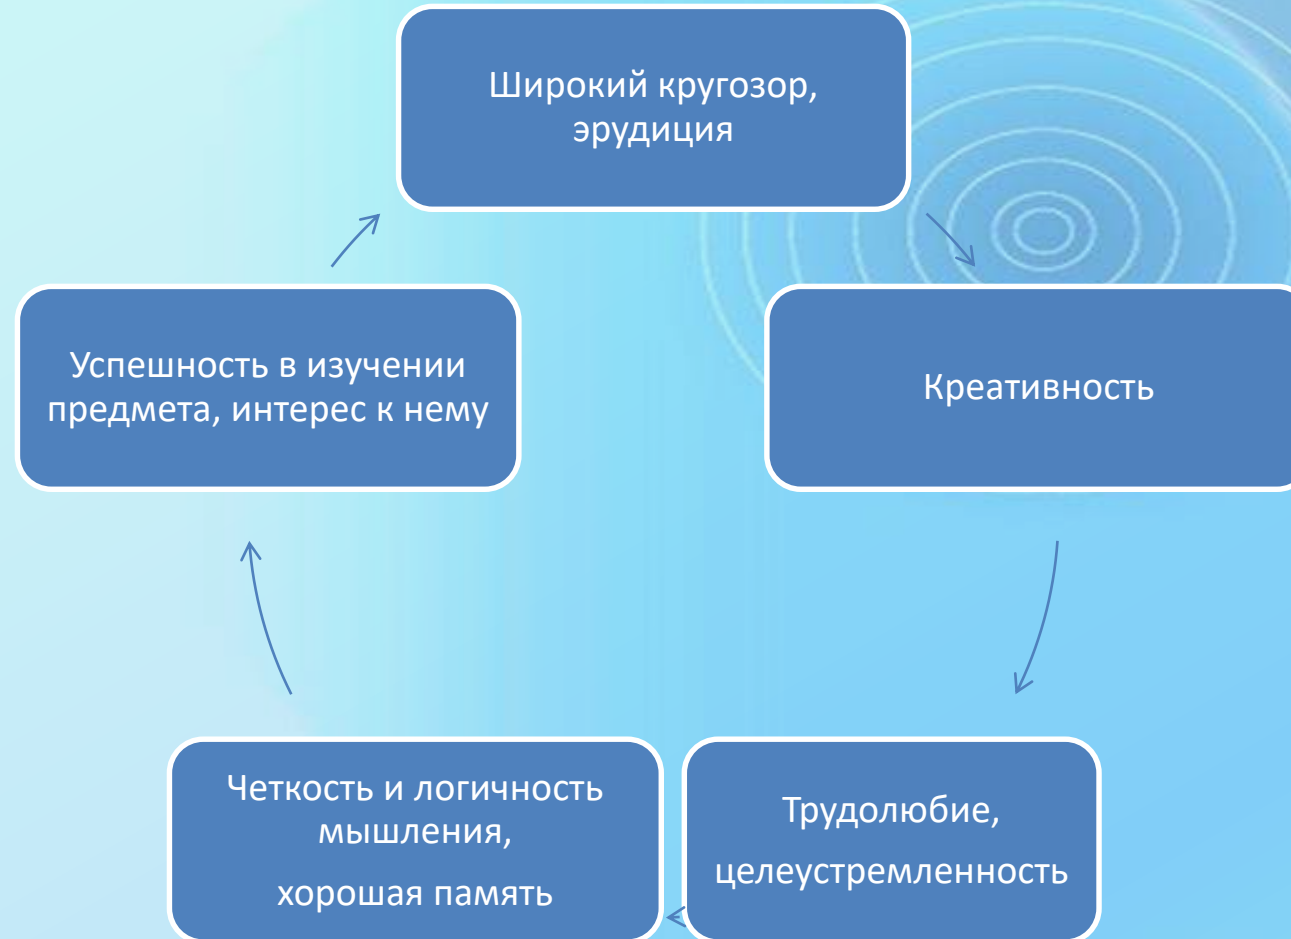 Широкий кругозор,
эрудиция
Успешность в изучении
предмета, интерес к нему
Креативность
Четкость и логичность
мышления,
хорошая память
Трудолюбие,
целеустремленность